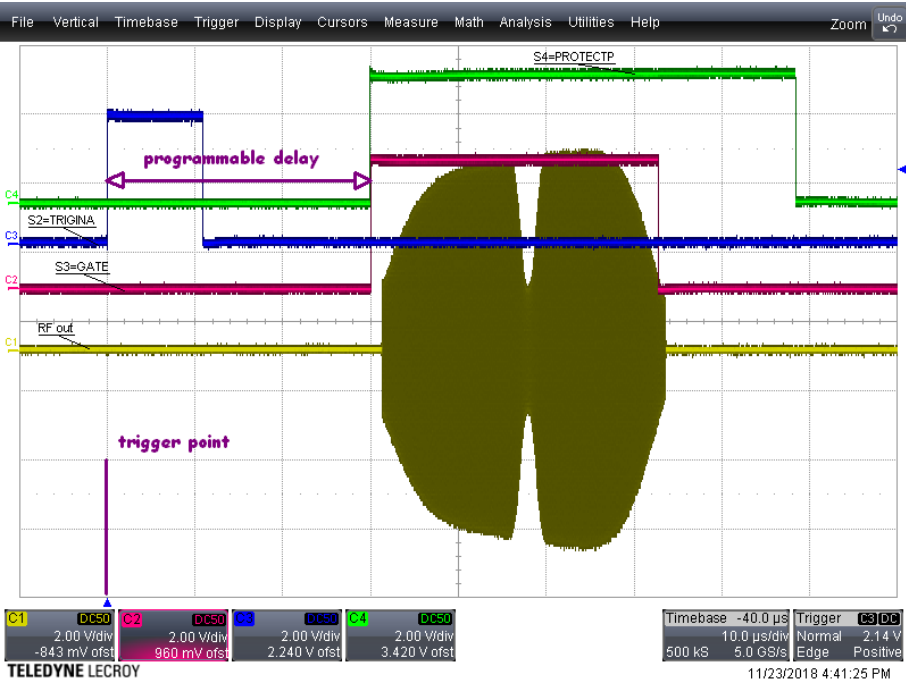 File Vertical Timebase Trigger Display Cursors Measure Math Analysis Utilities Help Zoom Undo
S4=PROTECTP
programmable delay
C4
S2=TRIGINA
C3
S3=GATE
C2
RF out
C1
trigger point
C1 DC50 C2 DC50 C3 DC50 C4 DC50 Timebase -40.0 µs Trigger C3 DC
2.00 V/div 2.00 V/div 2.00 V/div 2.00 V/div 10.0 µs/div Normal 2.14 V
-843 mV ofst 960 mV ofst 2.240 V ofst 3.420 V ofst 500 kS 5.0 GS/s Edge Positive
TELEDYNE LECROY 11/23/2018 4:41:25 PM